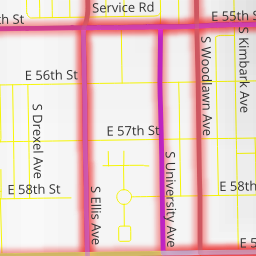 Service Rd
th St
E 55th St
E 56th St
S Woodlawn Ave
S Kimbark Ave
S Drexel Ave
E 57th St
S Ellis Ave
S University Ave
E 58th St
E 58th
E 5